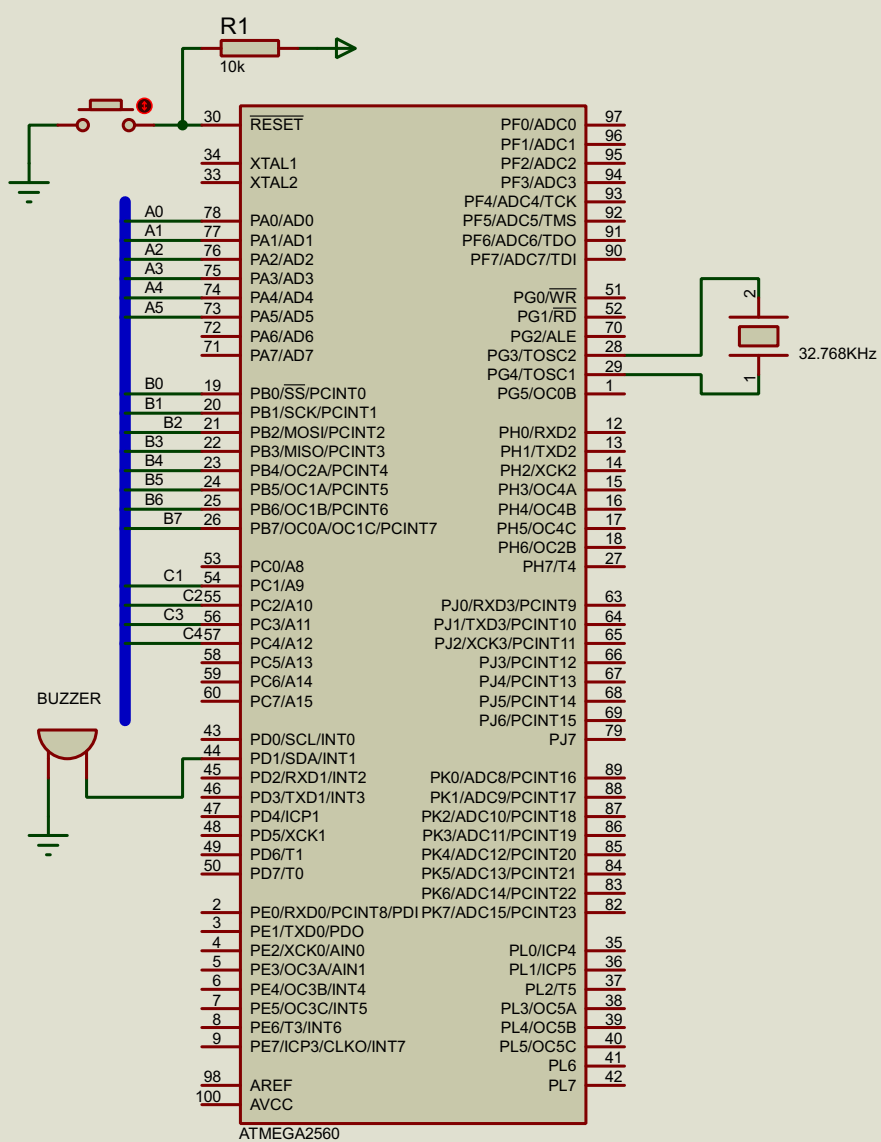 R1
10k
30 RESET PF0/ADC0 97
PF1/ADC1 96
34 XTAL1 PF2/ADC2 95
33 XTAL2 PF3/ADC3 94
PF4/ADC4/TCK 93
A0 78 PA0/AD0 PF5/ADC5/TMS 92
A1 77 PA1/AD1 PF6/ADC6/TDO 91
A2 76 PA2/AD2 PF7/ADC7/TDI 90
A3 75 PA3/AD3
A4 74 PA4/AD4 PG0/WR 51
A5 73 PA5/AD5 PG1/RD 52
72 PA6/AD6 PG2/ALE 70
71 PA7/AD7 PG3/TOSC2 28
2
32.768KHz
1
PG4/TOSC1 29
B0 19 PB0/SS/PCINT0 PG5/OC0B 1
B1 20 PB1/SCK/PCINT1
B2 21 PB2/MOSI/PCINT2 PH0/RXD2 12
B3 22 PB3/MISO/PCINT3 PH1/TXD2 13
B4 23 PB4/OC2A/PCINT4 PH2/XCK2 14
B5 24 PB5/OC1A/PCINT5 PH3/OC4A 15
B6 25 PB6/OC1B/PCINT6 PH4/OC4B 16
B7 26 PB7/OC0A/OC1C/PCINT7 PH5/OC4C 17
PH6/OC2B 18
53 PC0/A8 PH7/T4 27
C1 54 PC1/A9
C2 55 PC2/A10 PJ0/RXD3/PCINT9 63
C3 56 PC3/A11 PJ1/TXD3/PCINT10 64
C4 57 PC4/A12 PJ2/XCK3/PCINT11 65
58 PC5/A13 PJ3/PCINT12 66
59 PC6/A14 PJ4/PCINT13 67
60 PC7/A15 PJ5/PCINT14 68
BUZZER
PJ6/PCINT15 69
43 PD0/SCL/INT0 PJ7 79
44 PD1/SDA/INT1
45 PD2/RXD1/INT2 PK0/ADC8/PCINT16 89
46 PD3/TXD1/INT3 PK1/ADC9/PCINT17 88
47 PD4/ICP1 PK2/ADC10/PCINT18 87
48 PD5/XCK1 PK3/ADC11/PCINT19 86
49 PD6/T1 PK4/ADC12/PCINT20 85
50 PD7/T0 PK5/ADC13/PCINT21 84
PK6/ADC14/PCINT22 83
2 PE0/RXD0/PCINT8/PDI PK7/ADC15/PCINT23 82
3 PE1/TXD0/PDO
4 PE2/XCK0/AIN0 PL0/ICP4 35
5 PE3/OC3A/AIN1 PL1/ICP5 36
6 PE4/OC3B/INT4 PL2/T5 37
7 PE5/OC3C/INT5 PL3/OC5A 38
8 PE6/T3/INT6 PL4/OC5B 39
9 PE7/ICP3/CLKO/INT7 PL5/OC5C 40
PL6 41
98 AREF PL7 42
100 AVCC
ATMEGA2560